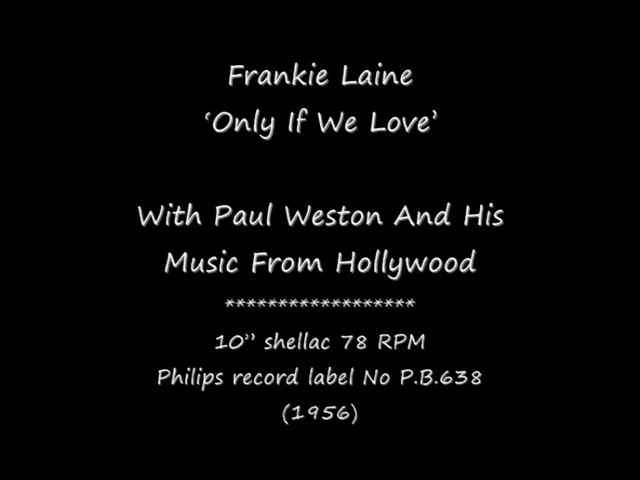 Frankie Laine
‘Only If We Love’
With Paul Weston And His
Music From Hollywood
******************
10” shellac 78 RPM
Philips record label No P.B.638
(1956)